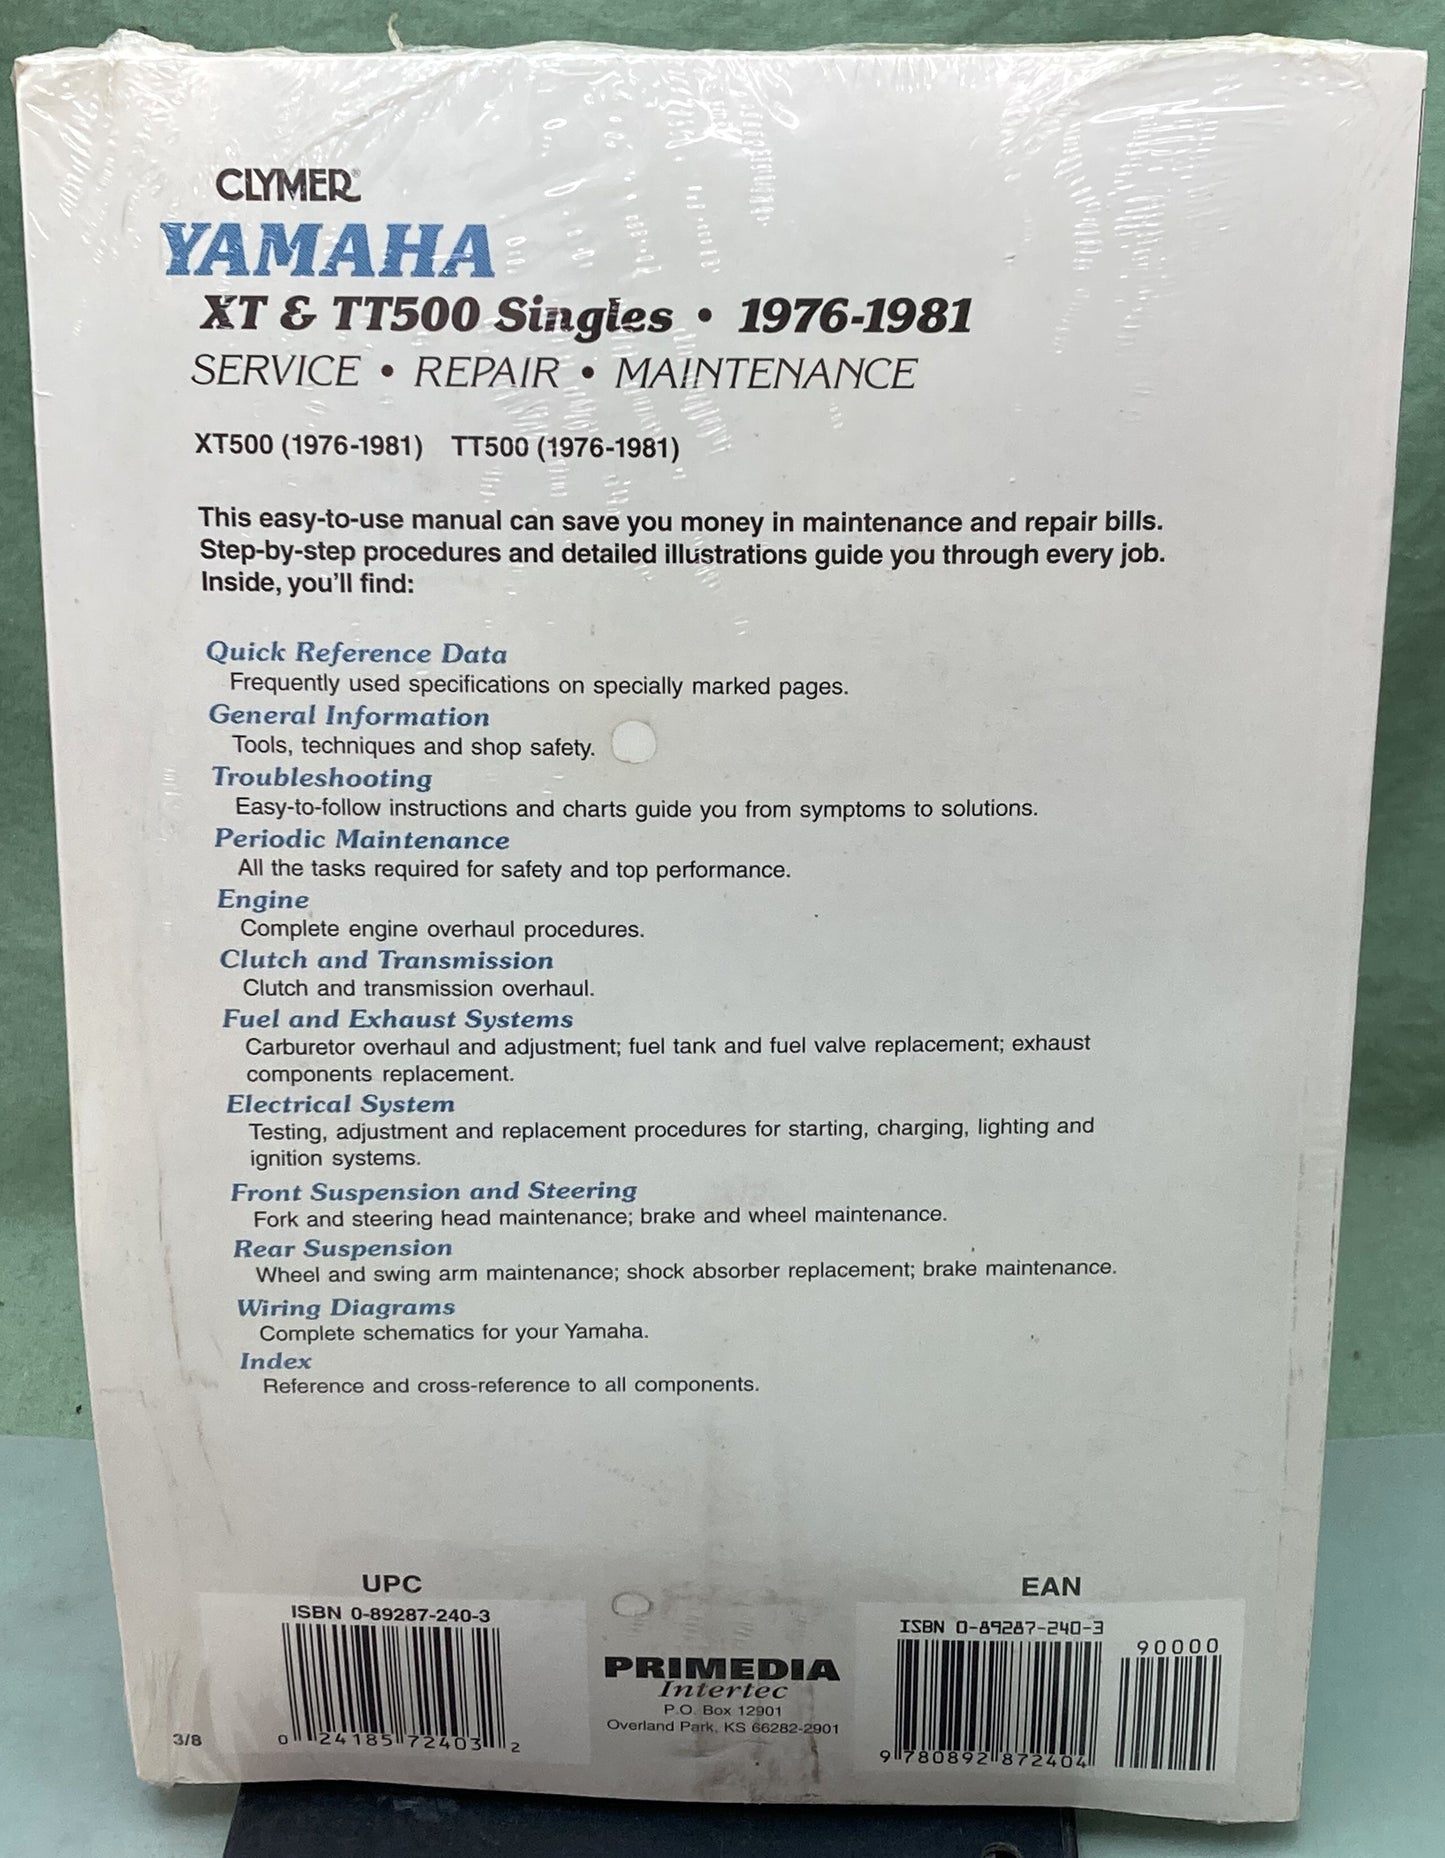 CLYMER®
YAMAHA
XT & TT500 Singles • 1976-1981
SERVICE • REPAIR • MAINTENANCE
XT500 (1976-1981) TT500 (1976-1981)
This easy-to-use manual can save you money in maintenance and repair bills.
Step-by-step procedures and detailed illustrations guide you through every job.
Inside, you'll find:
Quick Reference Data
Frequently used specifications on specially marked pages.
General Information
Tools, techniques and shop safety.
Troubleshooting
Easy-to-follow instructions and charts guide you from symptoms to solutions.
Periodic Maintenance
All the tasks required for safety and top performance.
Engine
Complete engine overhaul procedures.
Clutch and Transmission
Clutch and transmission overhaul.
Fuel and Exhaust Systems
Carburetor overhaul and adjustment; fuel tank and fuel valve replacement; exhaust
components replacement.
Electrical System
Testing, adjustment and replacement procedures for starting, charging, lighting and
ignition systems.
Front Suspension and Steering
Fork and steering head maintenance; brake and wheel maintenance.
Rear Suspension
Wheel and swing arm maintenance; shock absorber replacement; brake maintenance.
Wiring Diagrams
Complete schematics for your Yamaha.
Index
Reference and cross-reference to all components.
UPC
ISBN 0-89287-240-3
0 24185 72403 2
3/8
PRIMEDIA
Intertec
P.O. Box 12901
Overland Park, KS 66282-2901
EAN
ISBN 0-89287-240-3
90000
9 780892 872404